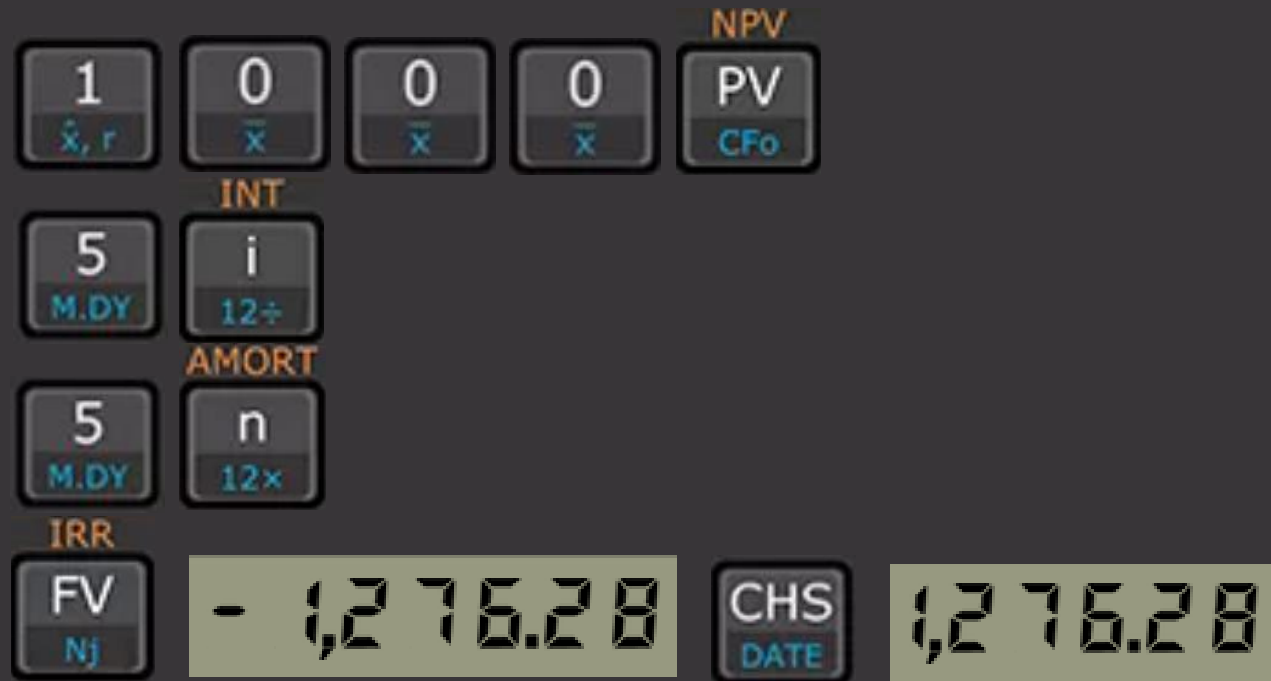 NPV
1 0 0 0 PV
x̂, r x̄ x̄ x̄ CFo
INT
5 i
M.DY 12÷
AMORT
5 n
M.DY 12×
IRR
FV - 1,276.28 CHS 1,276.28
Nj DATE